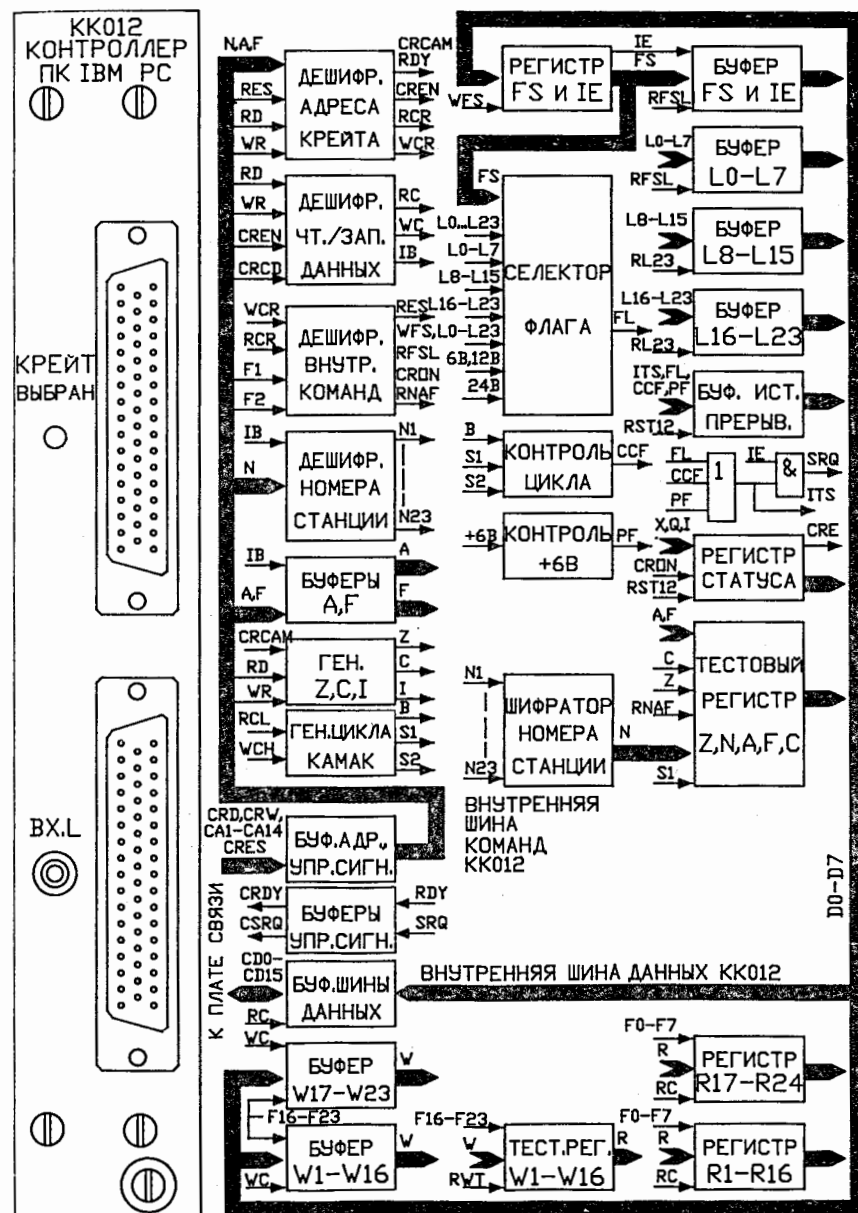 КК012
КОНТРОЛЛЕР
ПК IBM PC
КРЕЙТ
ВЫБРАН
ВХ.L
N,A,F
RES
RD
WR
ДЕШИФР.
АДРЕСА
КРЕЙТА
CRCAM
RDY
CREN
RCR
WCR
RD
WR
CREN
CRCD
ДЕШИФР.
ЧТ./ЗАП.
ДАННЫХ
RC
WC
IB
WCR
RCR
F1
F2
ДЕШИФР.
ВНУТР.
КОМАНД
RES
WFS,
RFSL
CRON
RNAF
IB
N
ДЕШИФР.
НОМЕРА
СТАНЦИИ
N1
N23
IB
A,F
БУФЕРЫ
A,F
A
F
CRCAM
RD
WR
ГЕН.
Z,C,I
Z
C
I
RCL
WCH
ГЕН.ЦИКЛА
КАМАК
B
S1
S2
CRD,CRW,
CA1-CA14
CRES
БУФ.АДР.,
УПР.СИГН.
CRDY
CSRQ
БУФЕРЫ
УПР.СИГН.
RDY
SRQ
К ПЛАТЕ СВЯЗИ
CD0-
CD15
RC
БУФ.ШИНЫ
ДАННЫХ
ВНУТРЕННЯЯ ШИНА ДАННЫХ КК012
WC
БУФЕР
W17-W23
W
F16-F23
WC
БУФЕР
W1-W16
W
F16-F23
W
RWT
ТЕСТ.РЕГ.
W1-W16
R
F0-F7
R
RC
РЕГИСТР
R17-R24
F0-F7
R
RC
РЕГИСТР
R1-R16
WFS
РЕГИСТР
FS И IE
IE
FS
RFSL
БУФЕР
FS И IE
L0-L7
RFSL
БУФЕР
L0-L7
L8-L15
RL23
БУФЕР
L8-L15
L16-L23
RL23
БУФЕР
L16-L23
FS
L0...L23
L0-L7
L8-L15
L16-L23
L0-L23
6В,12В
24В
СЕЛЕКТОР
ФЛАГА
FL
ITS,FL,
CCF,PF
RST12
БУФ. ИСТ.
ПРЕРЫВ.
B
S1
S2
КОНТРОЛЬ
ЦИКЛА
CCF
FL
CCF
PF
1
IE
&
SRQ
ITS
+6В
КОНТРОЛЬ
+6В
PF
X,Q,I
CRON
RST12
РЕГИСТР
СТАТУСА
CRE
A,F
C
Z
RNAF
S1
ТЕСТОВЫЙ
РЕГИСТР
Z,N,A,F,C
N1
N23
ШИФРАТОР
НОМЕРА
СТАНЦИИ
N
ВНУТРЕННЯЯ
ШИНА
КОМАНД
КК012
D0-D7